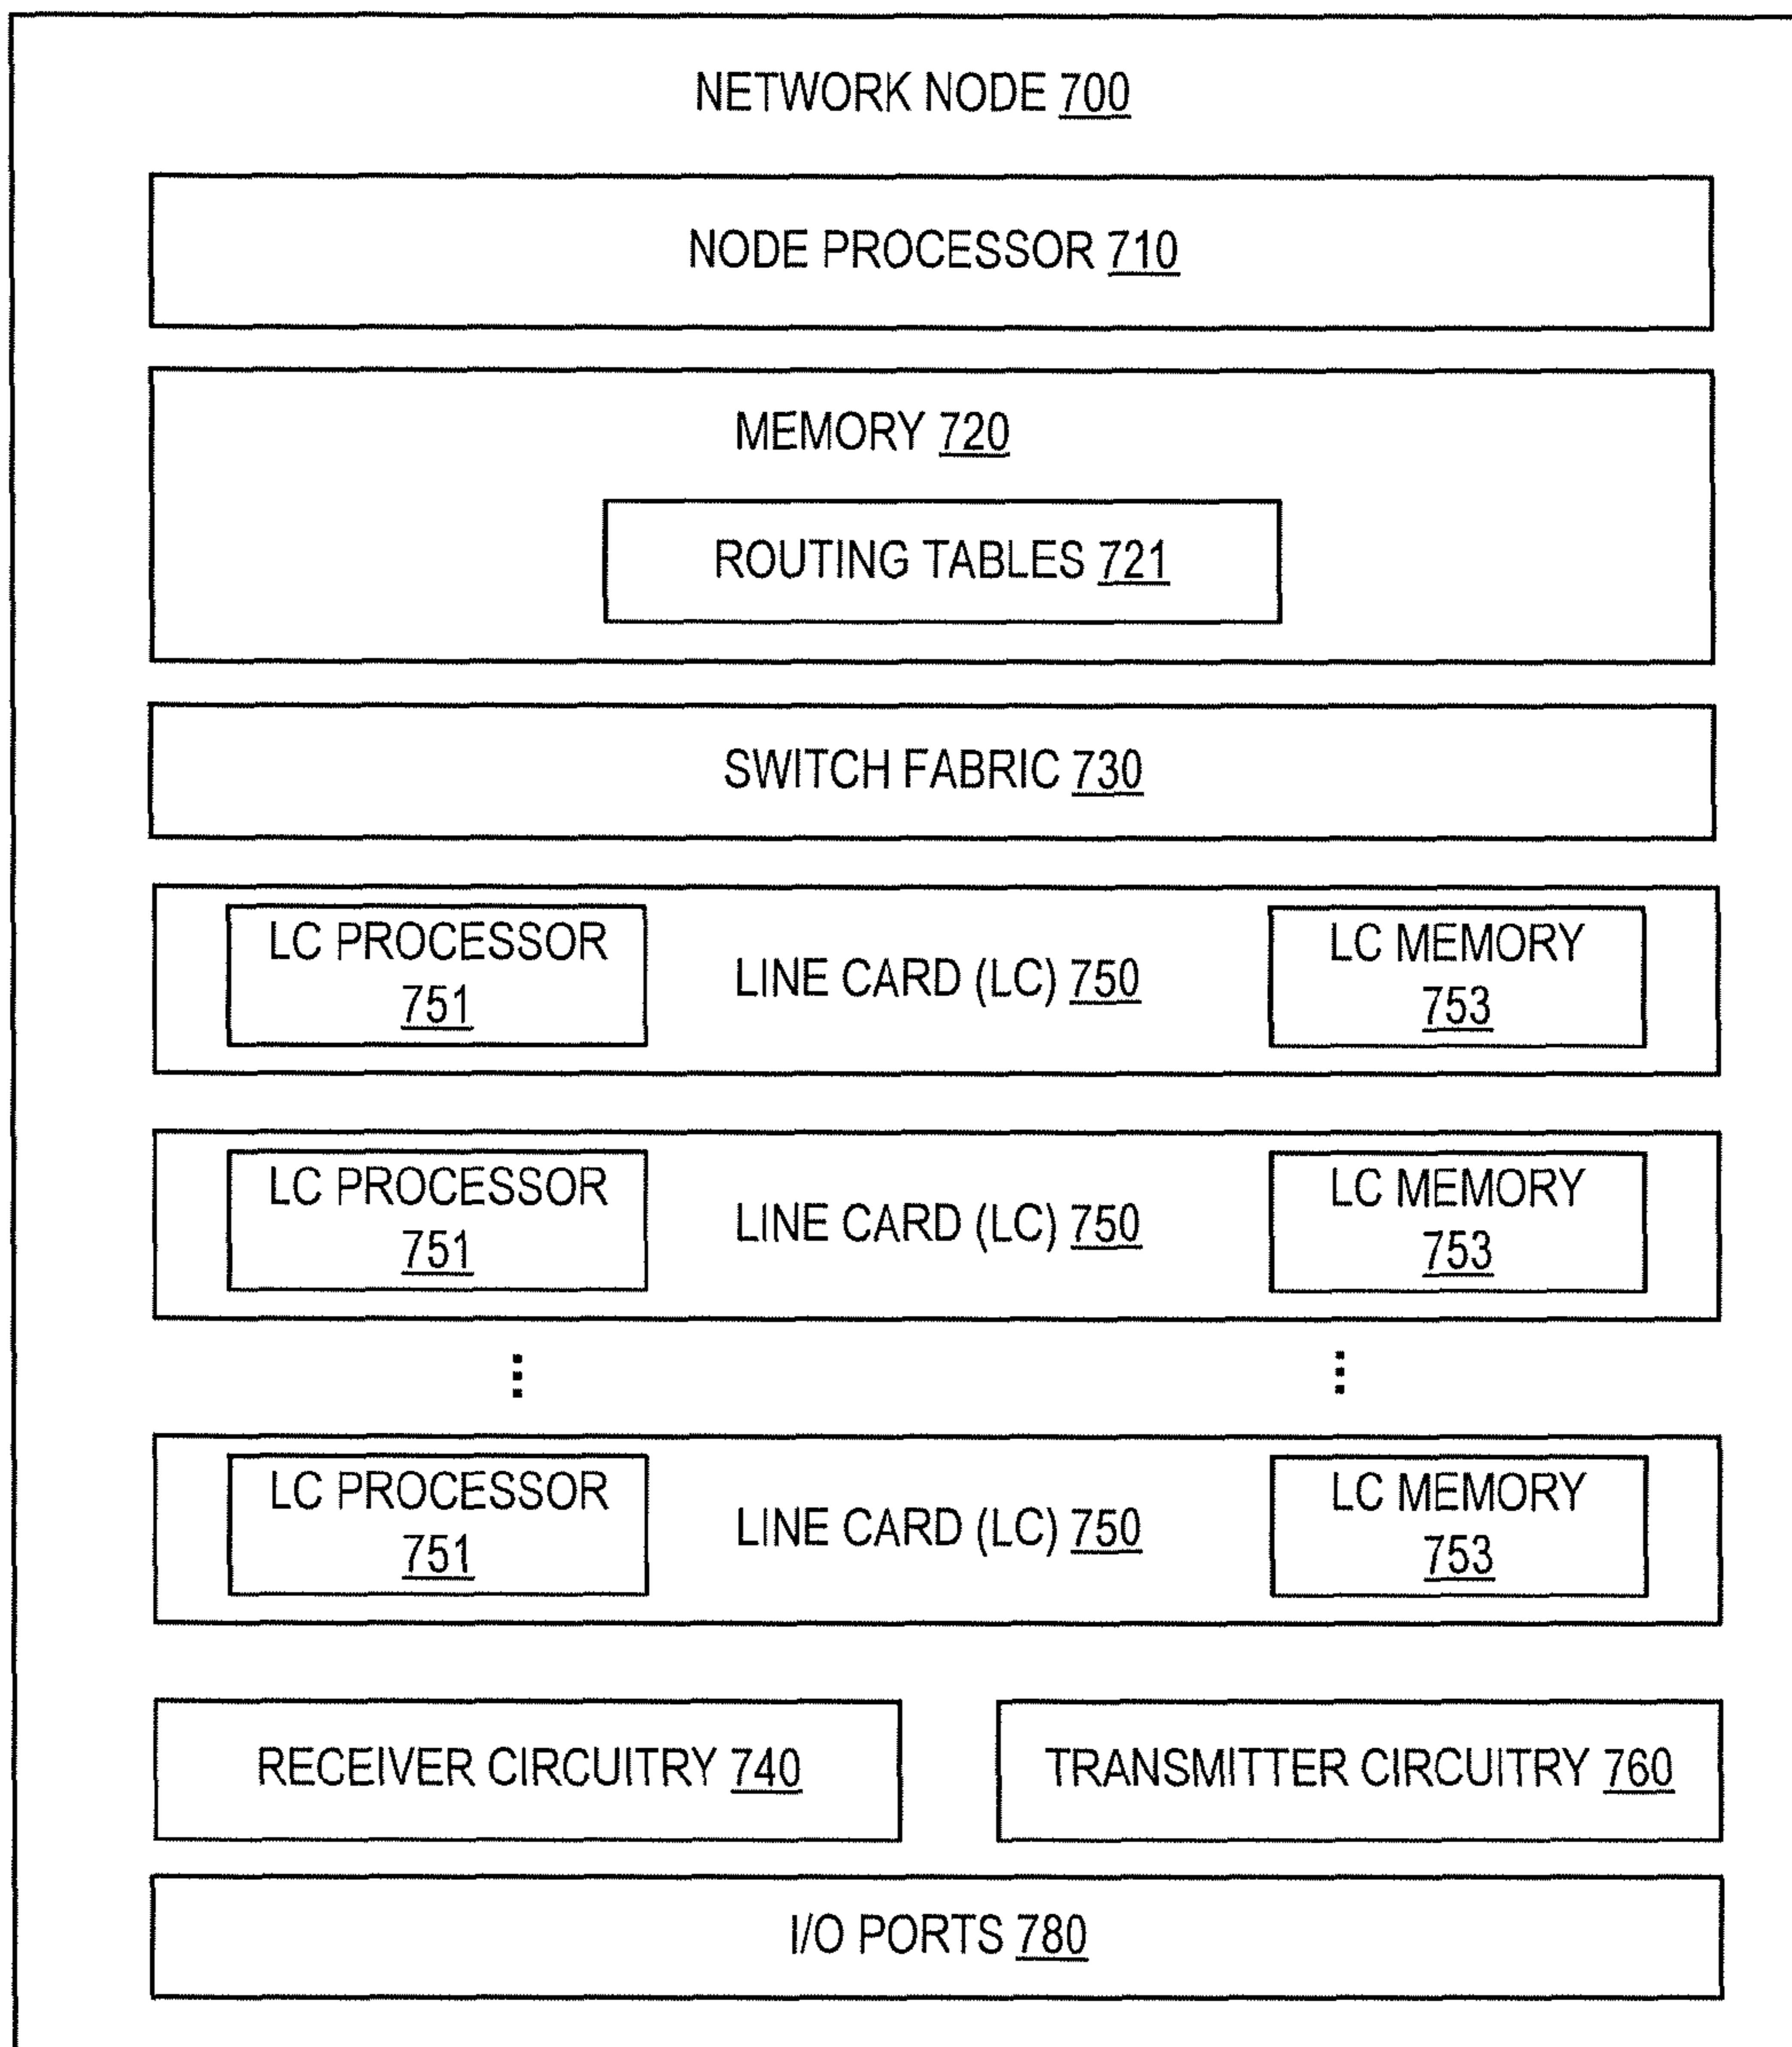 NETWORK NODE 700
NODE PROCESSOR 710
MEMORY 720
ROUTING TABLES 721
SWITCH FABRIC 730
LC PROCESSOR
751
LINE CARD (LC) 750
LC MEMORY
753
LC PROCESSOR
751
LINE CARD (LC) 750
LC MEMORY
753
LC PROCESSOR
751
LINE CARD (LC) 750
LC MEMORY
753
RECEIVER CIRCUITRY 740
TRANSMITTER CIRCUITRY 760
I/O PORTS 780